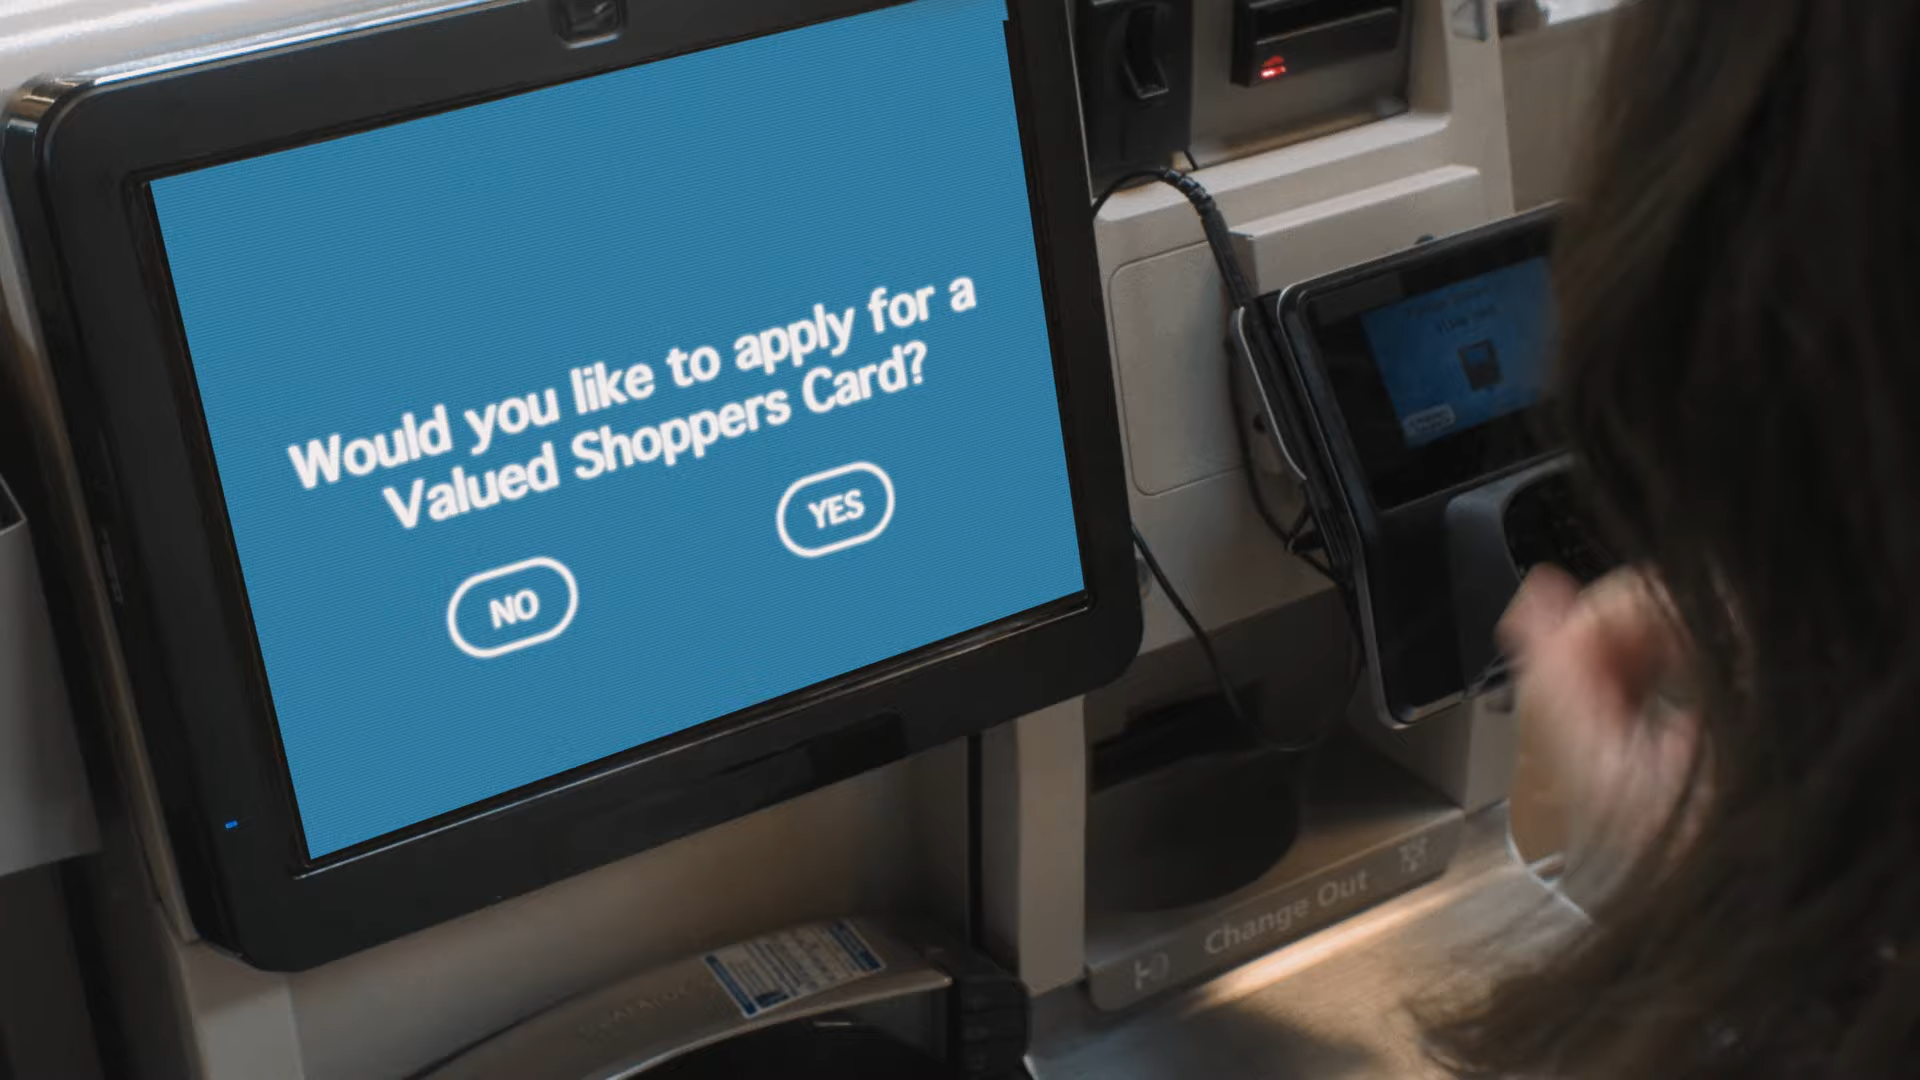 Would you like to apply for a
Valued Shoppers Card?
NO
YES
Change Out